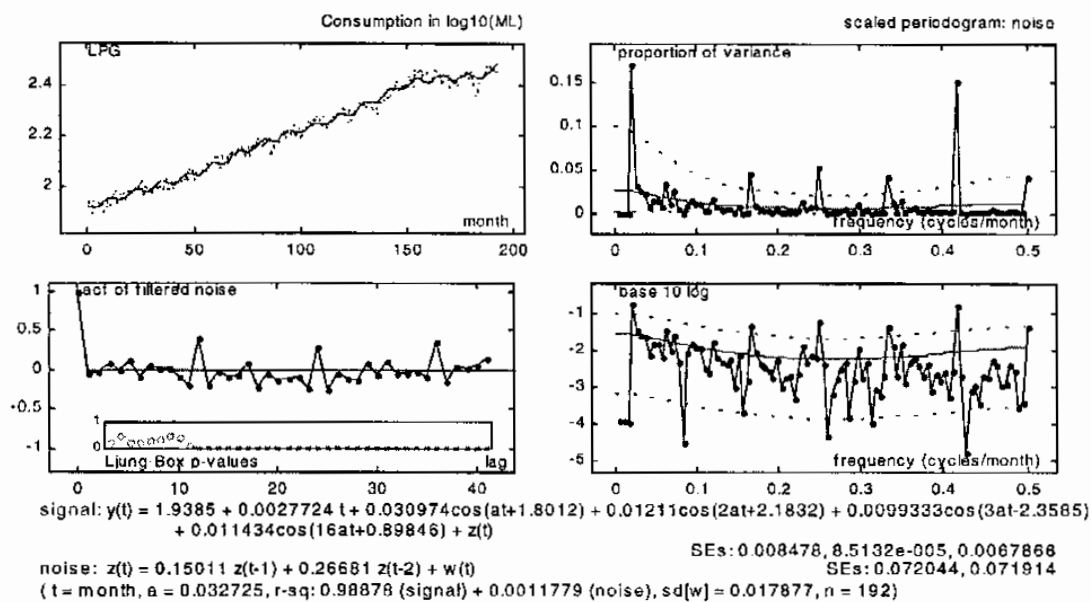 Consumption in log10(ML)
LPG
2.4
2.2
2
month
0 50 100 150 200
scaled periodogram: noise
proportion of variance
0.15
0.1
0.05
0
frequency (cycles/month)
0 0.1 0.2 0.3 0.4 0.5
acf of filtered noise
1
0.5
0
-0.5
-1
1
0
Ljung-Box p-values
lag
0 10 20 30 40
base 10 log
-1
-2
-3
-4
-5
frequency (cycles/month)
0 0.1 0.2 0.3 0.4 0.5
signal: y(t) = 1.9385 + 0.0027724 t + 0.030974cos(at+1.8012) + 0.01211cos(2at+2.1832) + 0.0099333cos(3at-2.3585)
+ 0.011434cos(16at+0.89846) + z(t)
SEs: 0.008478, 8.5132e-005, 0.0067866
noise: z(t) = 0.15011 z(t-1) + 0.26681 z(t-2) + w(t)
SEs: 0.072044, 0.071914
( t = month, a = 0.032725, r-sq: 0.98878 (signal) + 0.0011779 (noise), sd[w] = 0.017877, n = 192)